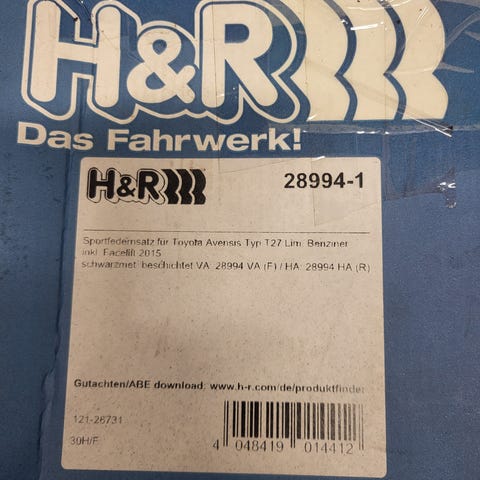 H&R
Das Fahrwerk!
H&R 28994-1
Sportfedernsatz für Toyota Avensis Typ T27 Lim. Benziner
inkl. Facelift 2015
schwarzmet. beschichtet VA: 28994 VA (F) / HA: 28994 HA (R)
Gutachten/ABE download: www.h-r.com/de/produktfinder
121-26731
30H/F
4 048419 014412